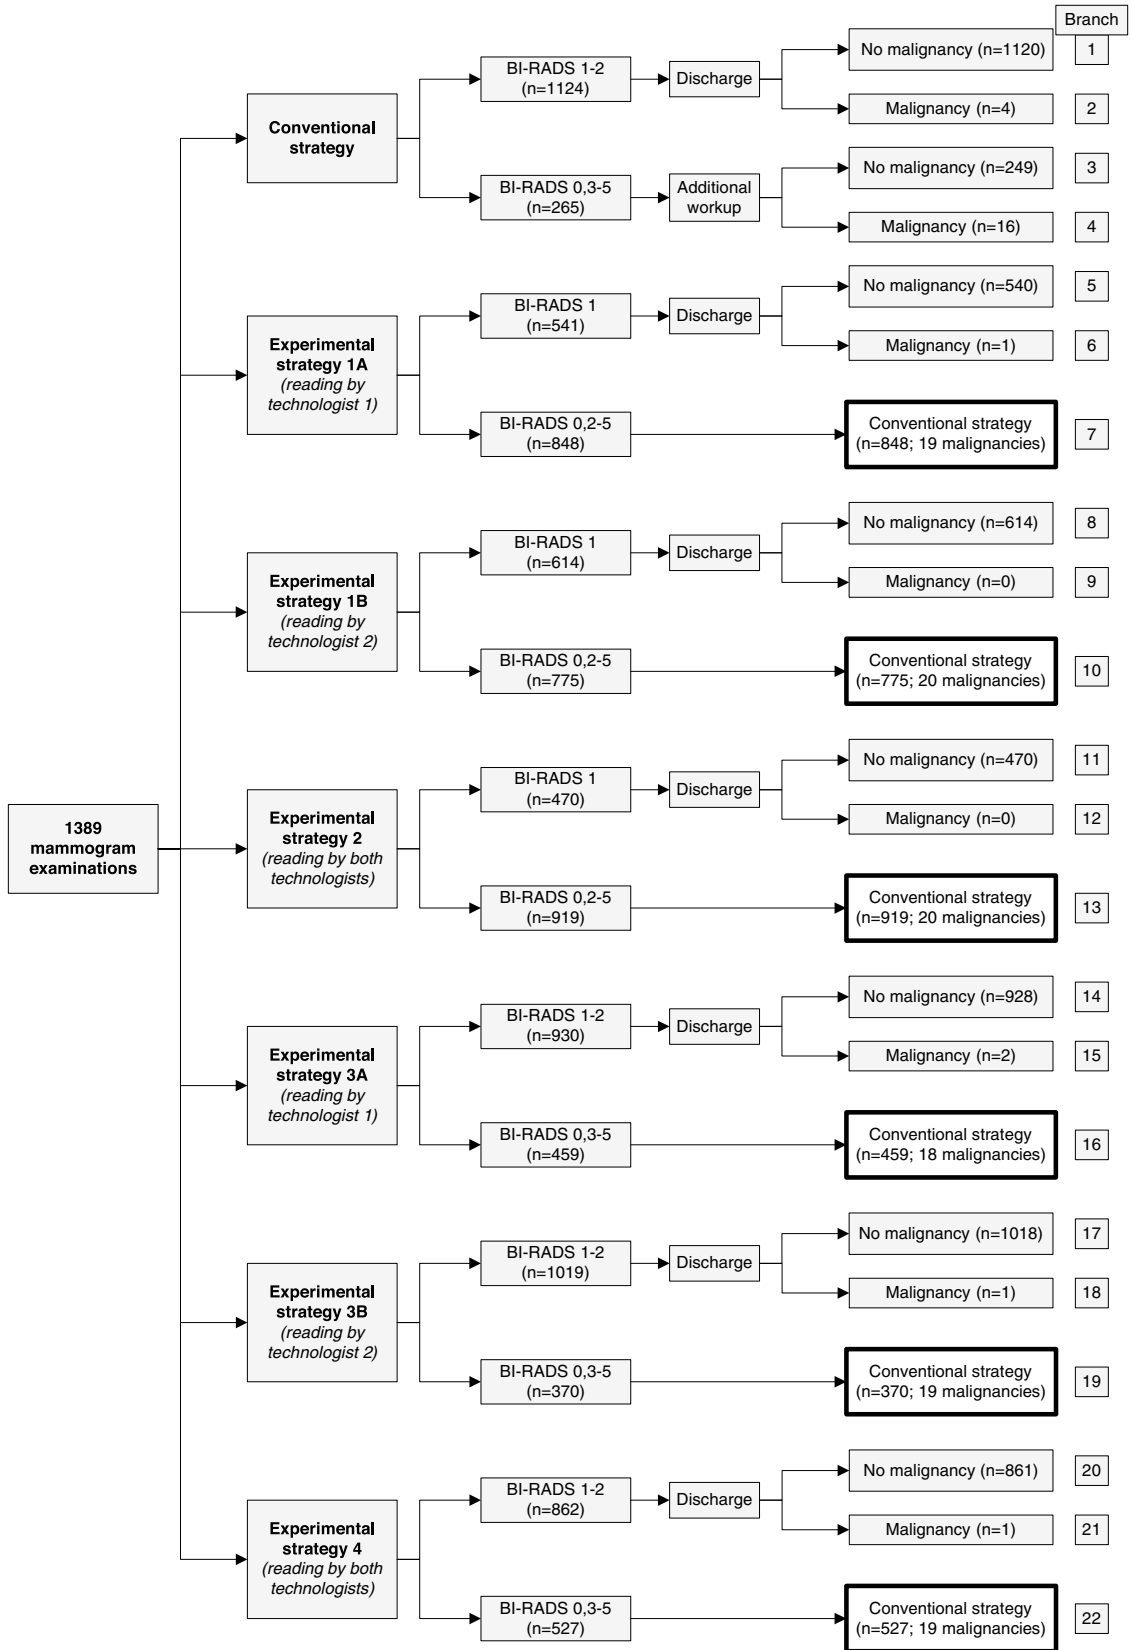 Branch
1389
mammogram
examinations
Conventional
strategy
BI-RADS 1-2
(n=1124)
Discharge
No malignancy (n=1120)
1
Malignancy (n=4)
2
BI-RADS 0,3-5
(n=265)
Additional
workup
No malignancy (n=249)
3
Malignancy (n=16)
4
Experimental
strategy 1A
(reading by
technologist 1)
BI-RADS 1
(n=541)
Discharge
No malignancy (n=540)
5
Malignancy (n=1)
6
BI-RADS 0,2-5
(n=848)
Conventional strategy
(n=848; 19 malignancies)
7
Experimental
strategy 1B
(reading by
technologist 2)
BI-RADS 1
(n=614)
Discharge
No malignancy (n=614)
8
Malignancy (n=0)
9
BI-RADS 0,2-5
(n=775)
Conventional strategy
(n=775; 20 malignancies)
10
Experimental
strategy 2
(reading by both
technologists)
BI-RADS 1
(n=470)
Discharge
No malignancy (n=470)
11
Malignancy (n=0)
12
BI-RADS 0,2-5
(n=919)
Conventional strategy
(n=919; 20 malignancies)
13
Experimental
strategy 3A
(reading by
technologist 1)
BI-RADS 1-2
(n=930)
Discharge
No malignancy (n=928)
14
Malignancy (n=2)
15
BI-RADS 0,3-5
(n=459)
Conventional strategy
(n=459; 18 malignancies)
16
Experimental
strategy 3B
(reading by
technologist 2)
BI-RADS 1-2
(n=1019)
Discharge
No malignancy (n=1018)
17
Malignancy (n=1)
18
BI-RADS 0,3-5
(n=370)
Conventional strategy
(n=370; 19 malignancies)
19
Experimental
strategy 4
(reading by both
technologists)
BI-RADS 1-2
(n=862)
Discharge
No malignancy (n=861)
20
Malignancy (n=1)
21
BI-RADS 0,3-5
(n=527)
Conventional strategy
(n=527; 19 malignancies)
22